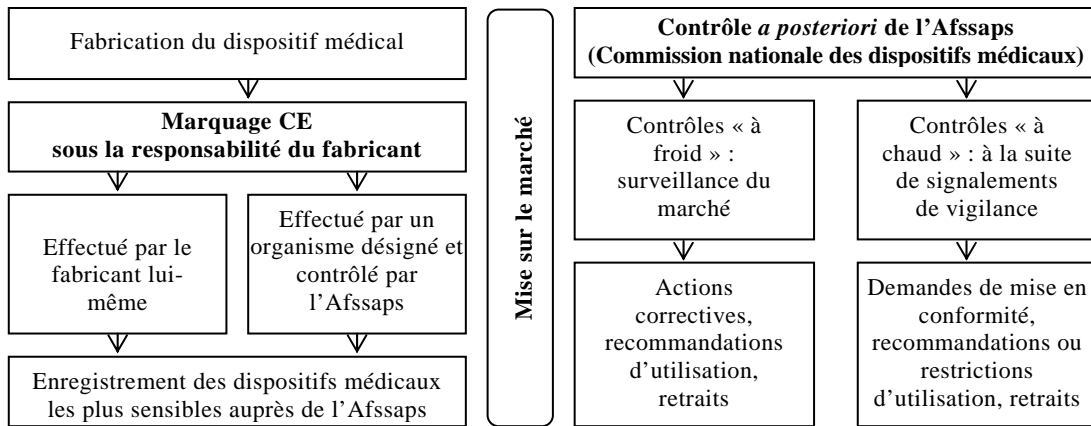 Fabrication du dispositif médical
Marquage CE
sous la responsabilité du fabricant
Effectué par le
fabricant lui-
même
Effectué par un
organisme désigné et
contrôlé par
l’Afssaps
Enregistrement des dispositifs médicaux
les plus sensibles auprès de l’Afssaps
Mise sur le marché
Contrôle a posteriori de l’Afssaps
(Commission nationale des dispositifs médicaux)
Contrôles « à
froid » :
surveillance du
marché
Contrôles « à
chaud » : à la suite
de signalements
de vigilance
Actions
correctives,
recommandations
d’utilisation,
retraits
Demandes de mise en
conformité,
recommandations ou
restrictions
d’utilisation, retraits